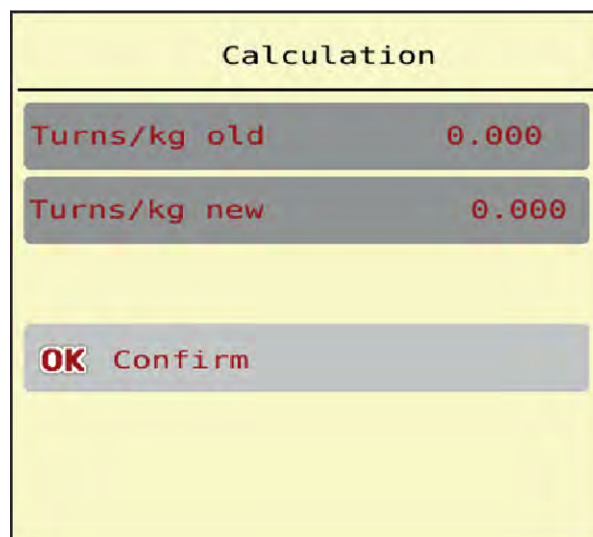 Calculation
Turns/kg old 0.000
Turns/kg new 0.000
OK Confirm